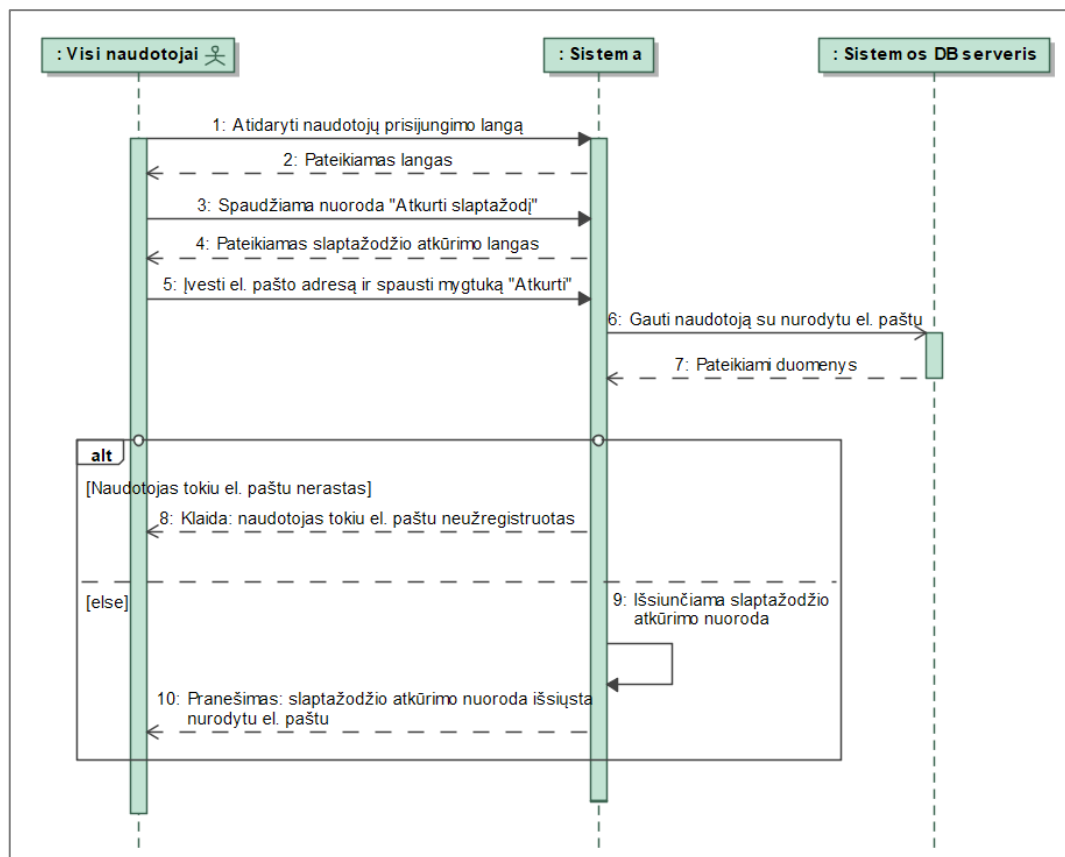 : Visi naudotojai
: Sistema
: Sistemos DB serveris
1: Atidaryti naudotojų prisijungimo langą
2: Pateikiamas langas
3: Spaudžiama nuoroda "Atkurti slaptažodį"
4: Pateikiamas slaptažodžio atkūrimo langas
5: Įvesti el. pašto adresą ir spausti mygtuką "Atkurti"
6: Gauti naudotoją su nurodytu el. paštu
7: Pateikiami duomenys
alt
[Naudotojas tokiu el. paštu nerastas]
8: Klaida: naudotojas tokiu el. paštu neužregistruotas
[else]
9: Išsiunčiama slaptažodžio
atkūrimo nuoroda
10: Pranešimas: slaptažodžio atkūrimo nuoroda išsiųsta
nurodytu el. paštu